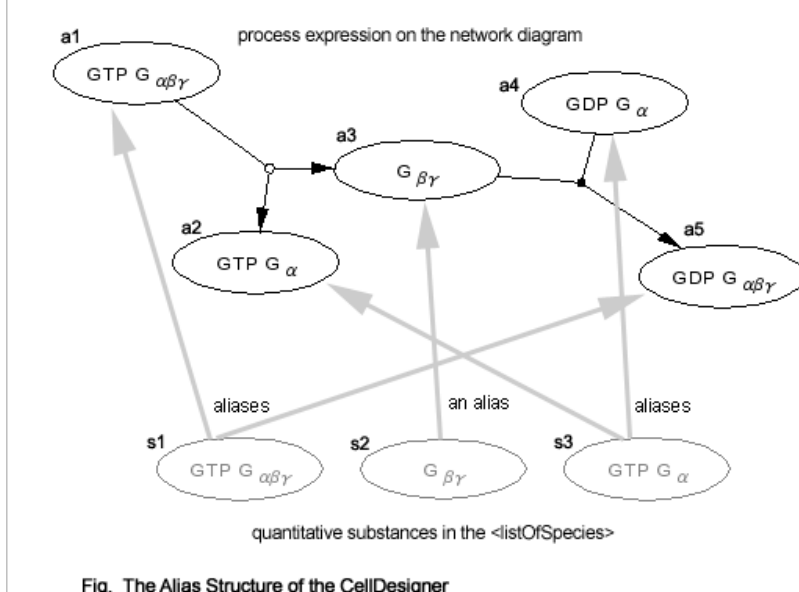 a1
process expression on the network diagram
GTP G αβγ
a4
GDP G α
a3
G βγ
a2
a5
GTP G α
GDP G αβγ
aliases
an alias
aliases
s1
s2
s3
GTP G αβγ
G βγ
GTP G α
quantitative substances in the <listOfSpecies>
Fig. The Alias Structure of the CellDesigner